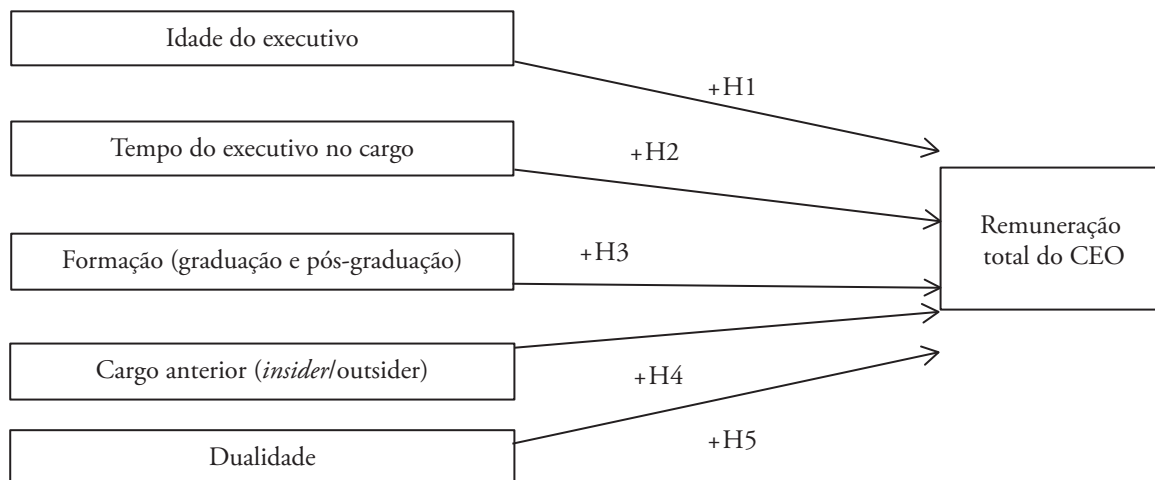 Idade do executivo
+H1
Tempo do executivo no cargo
+H2
Remuneração
total do CEO
Formação (graduação e pós-graduação)
+H3
Cargo anterior (insider/outsider)
+H4
Dualidade
+H5